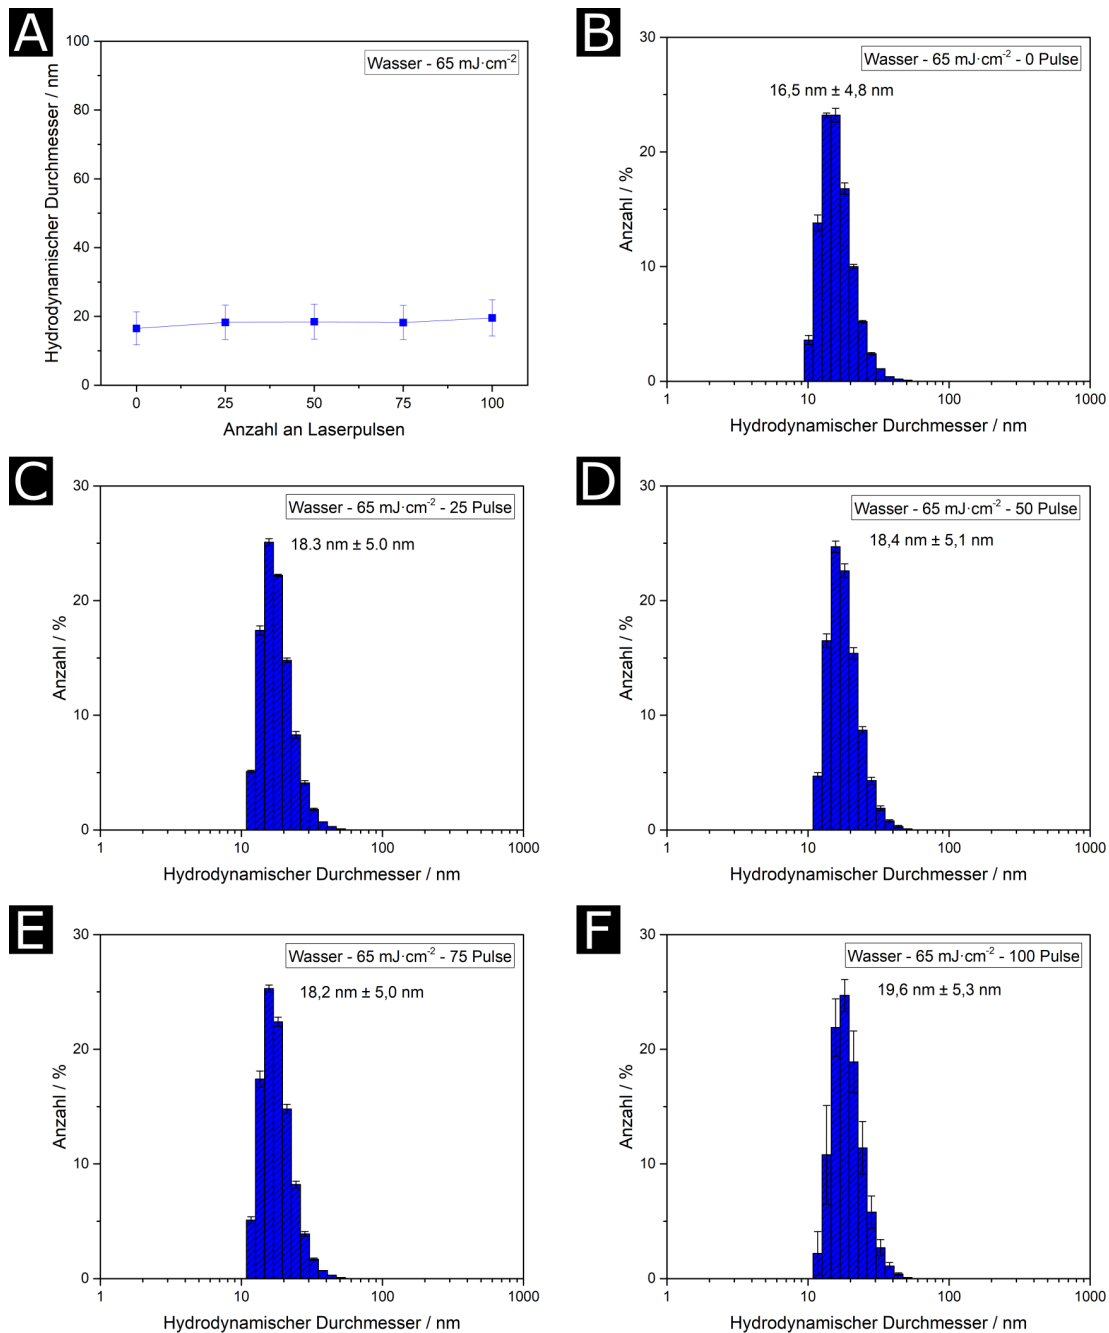 A
Wasser - 65 mJ·cm⁻²
Hydrodynamischer Durchmesser / nm
100
80
60
40
20
0
0 25 50 75 100
Anzahl an Laserpulsen
B
Wasser - 65 mJ·cm⁻² - 0 Pulse
16,5 nm ± 4,8 nm
Anzahl / %
30
20
10
0
1 10 100 1000
Hydrodynamischer Durchmesser / nm
C
Wasser - 65 mJ·cm⁻² - 25 Pulse
18.3 nm ± 5.0 nm
Anzahl / %
30
20
10
0
1 10 100 1000
Hydrodynamischer Durchmesser / nm
D
Wasser - 65 mJ·cm⁻² - 50 Pulse
18,4 nm ± 5,1 nm
Anzahl / %
30
20
10
0
1 10 100 1000
Hydrodynamischer Durchmesser / nm
E
Wasser - 65 mJ·cm⁻² - 75 Pulse
18,2 nm ± 5,0 nm
Anzahl / %
30
20
10
0
1 10 100 1000
Hydrodynamischer Durchmesser / nm
F
Wasser - 65 mJ·cm⁻² - 100 Pulse
19,6 nm ± 5,3 nm
Anzahl / %
30
20
10
0
1 10 100 1000
Hydrodynamischer Durchmesser / nm